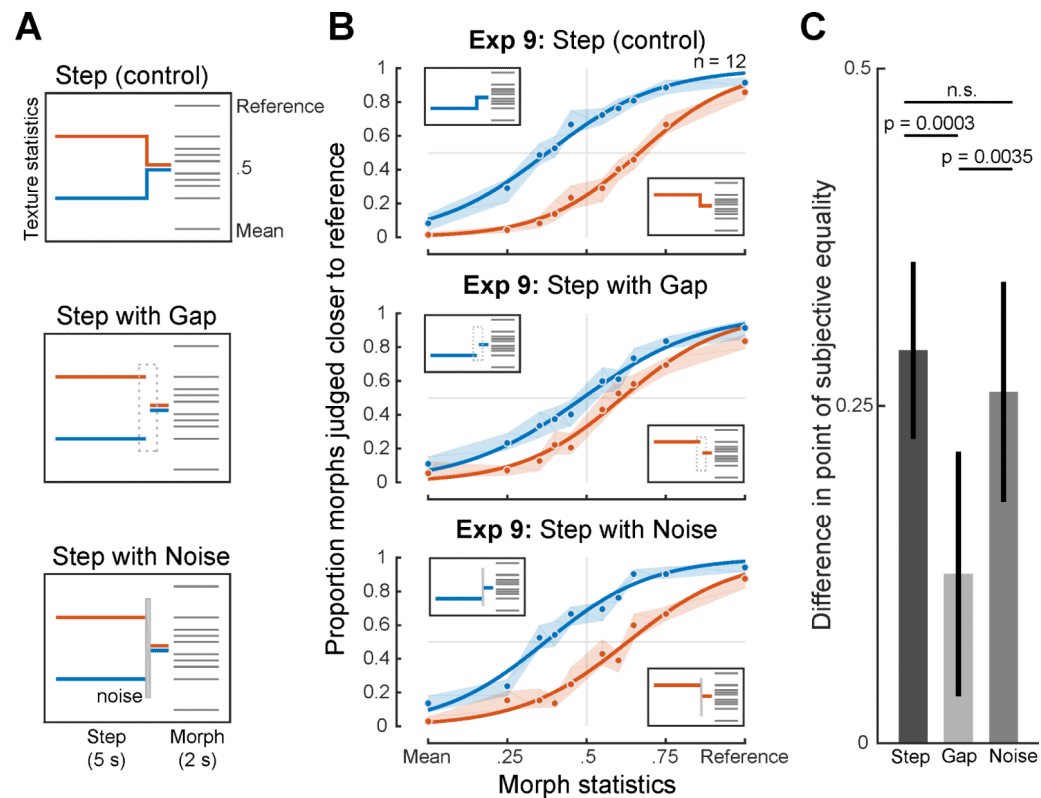 A
Step (control)
Texture statistics
Reference
.5
Mean
Step with Gap
Step with Noise
noise
Step
(5 s)
Morph
(2 s)
B
Proportion morphs judged closer to reference
Exp 9: Step (control)
n = 12
1
0.8
0.6
0.4
0.2
0
Exp 9: Step with Gap
1
0.8
0.6
0.4
0.2
0
Exp 9: Step with Noise
1
0.8
0.6
0.4
0.2
0
Mean .25 .5 .75 Reference
Morph statistics
C
Difference in point of subjective equality
0.5
0.25
0
n.s.
p = 0.0003
p = 0.0035
Step Gap Noise